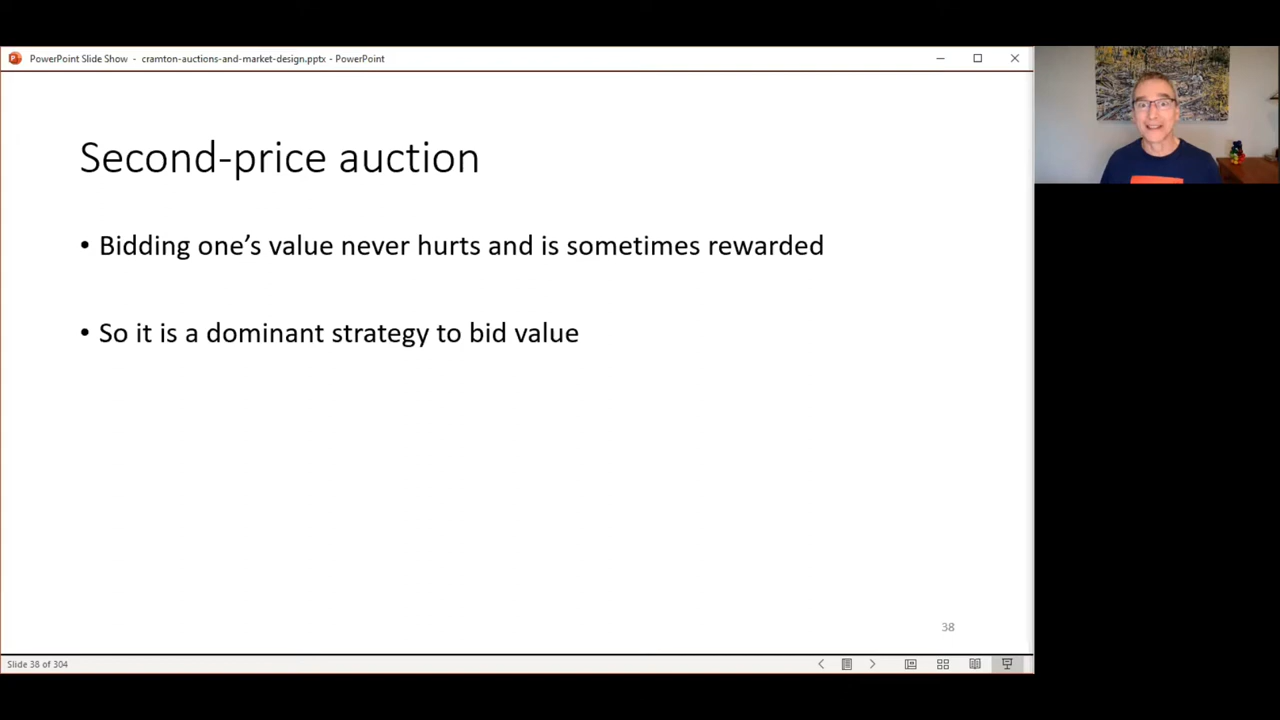 PowerPoint Slide Show - cramton-auctions-and-market-design.pptx - PowerPoint
Second-price auction
• Bidding one’s value never hurts and is sometimes rewarded
• So it is a dominant strategy to bid value
38
Slide 38 of 304